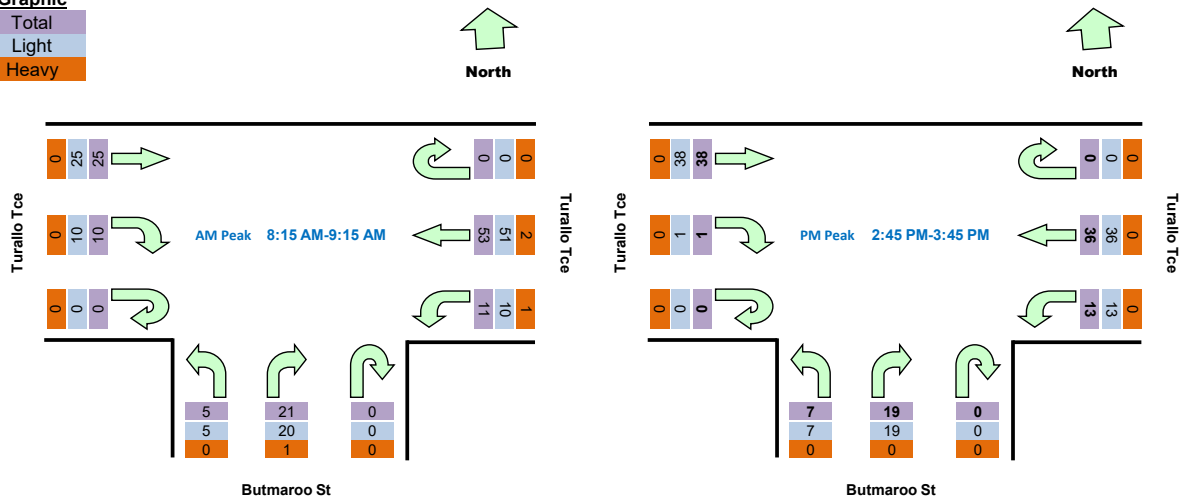 Graphic
Total
Light
Heavy
North
North
0 25 25
0 0 0
0 38 38
0 0 0
Turallo Tce
0 10 10
AM Peak 8:15 AM-9:15 AM
53 51 2
Turallo Tce
Turallo Tce
0 1 1
PM Peak 2:45 PM-3:45 PM
36 36 0
Turallo Tce
0 0 0
11 10 1
0 0 0
13 13 0
5 21 0
5 20 0
0 1 0
7 19 0
7 19 0
0 0 0
Butmaroo St
Butmaroo St